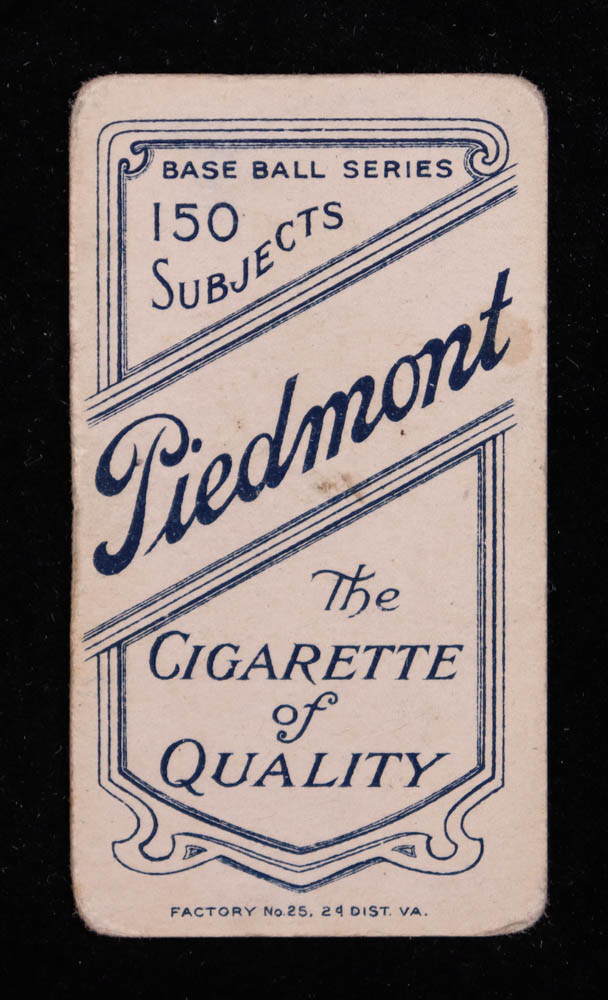 BASE BALL SERIES
150
SUBJECTS
Piedmont
The
CIGARETTE
of
QUALITY
FACTORY No. 25, 2d DIST. VA.